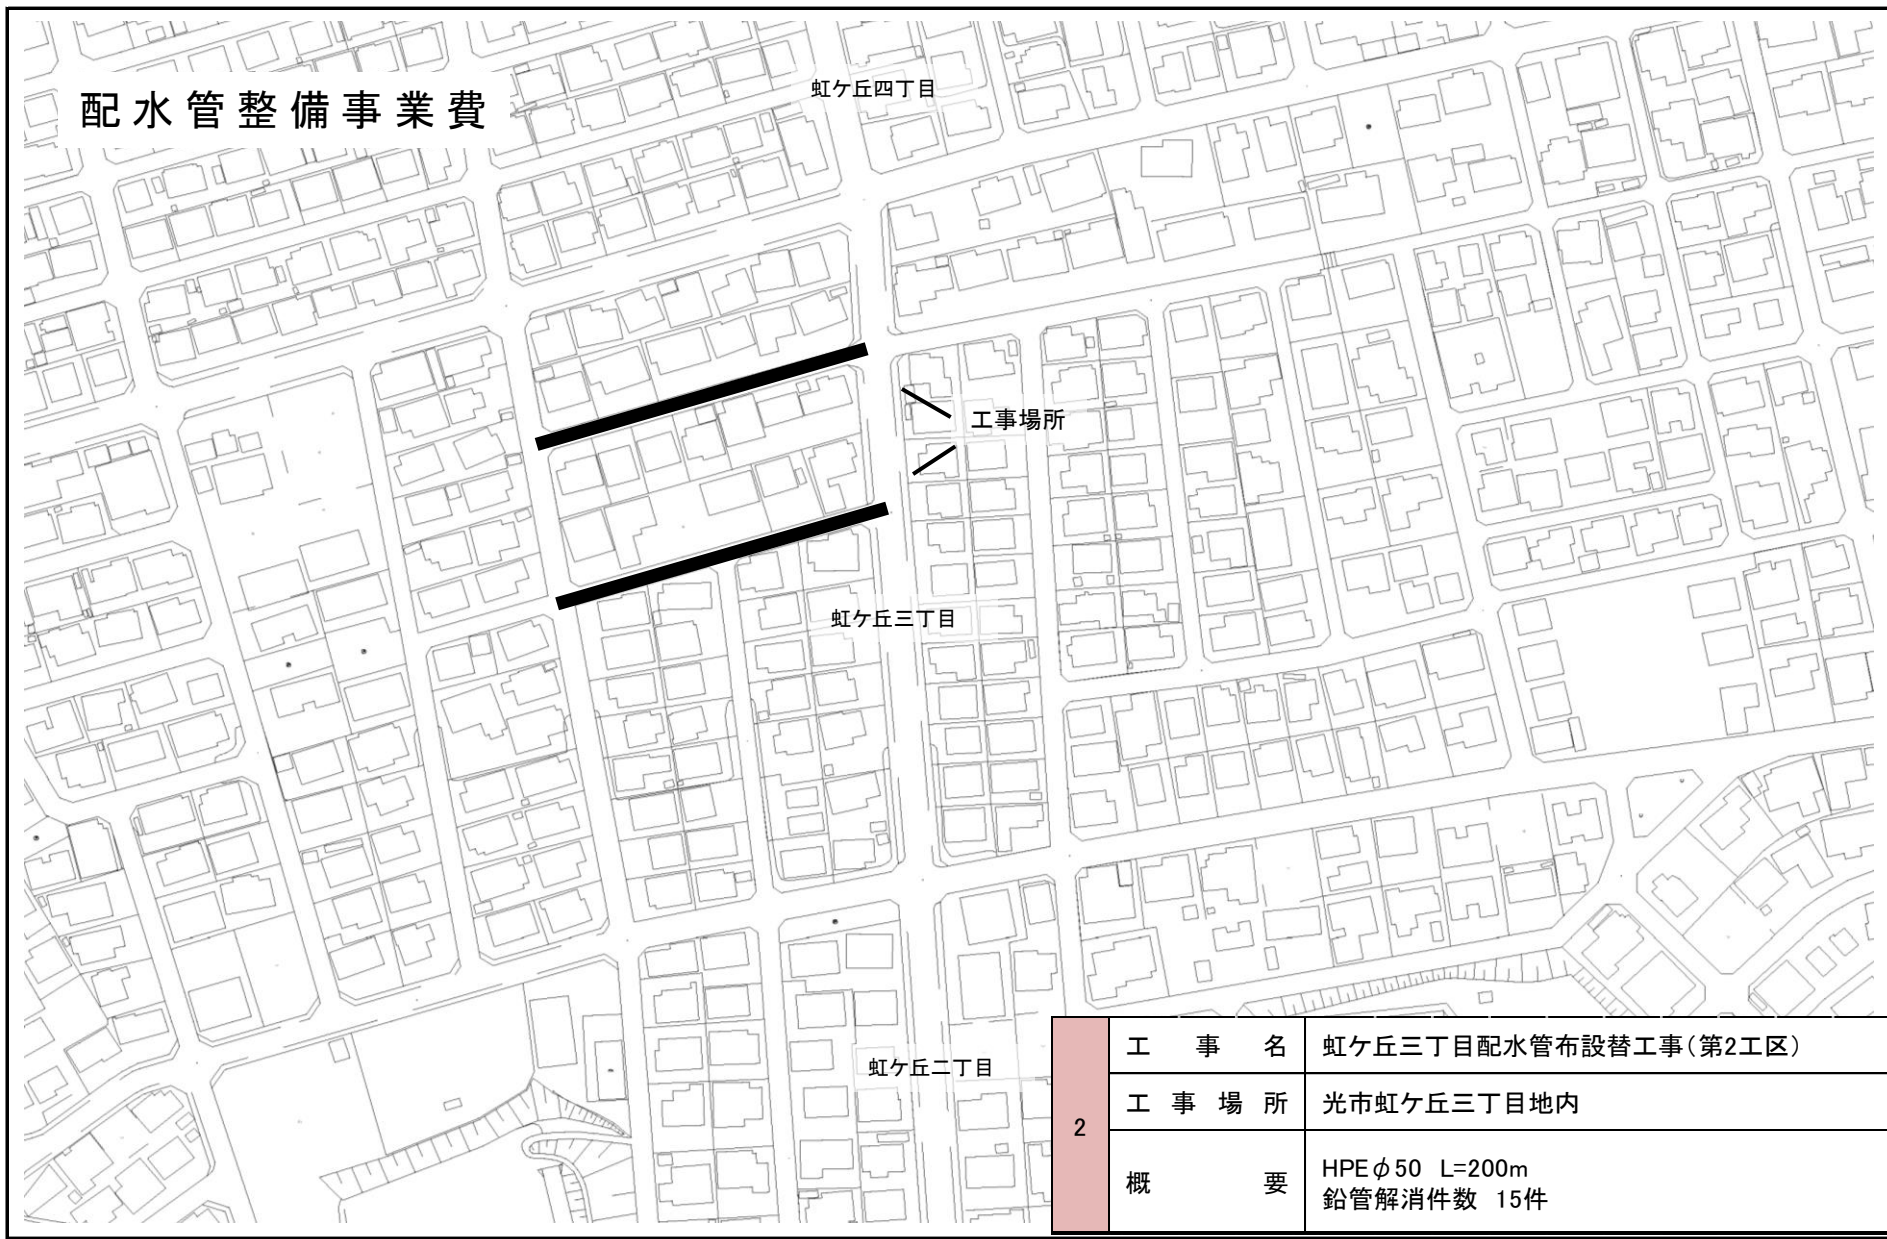 配水管整備事業費
虹ケ丘四丁目
工事場所
虹ケ丘三丁目
虹ケ丘二丁目
2
工事名 虹ケ丘三丁目配水管布設替工事(第2工区)
工事場所 光市虹ケ丘三丁目地内
概要 HPEφ50 L=200m
鉛管解消件数 15件